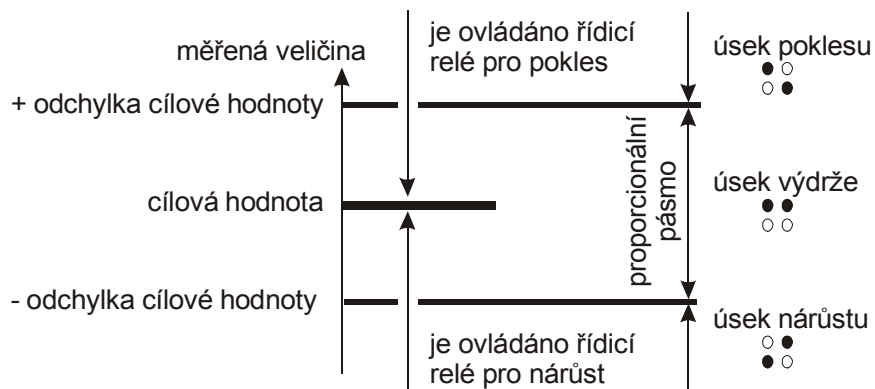 je ovládáno řídicí
relé pro pokles
měřená veličina
úsek poklesu
+ odchylka cílové hodnoty
proporcionální
pásmo
cílová hodnota
úsek výdrže
- odchylka cílové hodnoty
úsek nárůstu
je ovládáno řídicí
relé pro nárůst